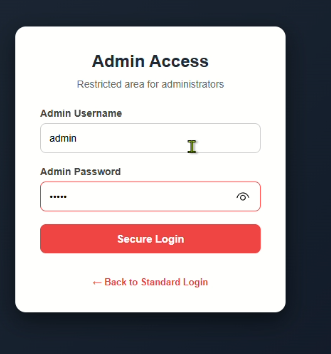 Admin Access
Restricted area for administrators
Admin Username
admin
Admin Password
•••••
Secure Login
← Back to Standard Login